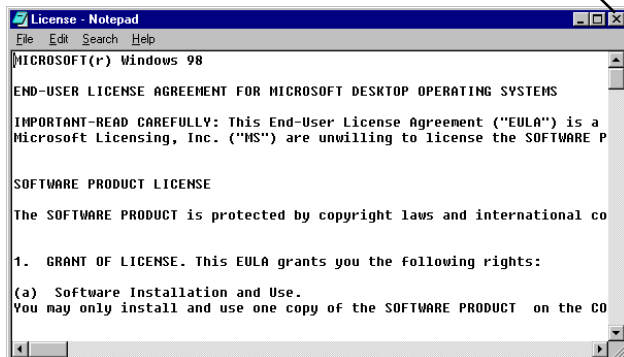 License - Notepad
File Edit Search Help
MICROSOFT(r) Windows 98
END-USER LICENSE AGREEMENT FOR MICROSOFT DESKTOP OPERATING SYSTEMS
IMPORTANT-READ CAREFULLY: This End-User License Agreement ("EULA") is a
Microsoft Licensing, Inc. ("MS") are unwilling to license the SOFTWARE P
SOFTWARE PRODUCT LICENSE
The SOFTWARE PRODUCT is protected by copyright laws and international co
1. GRANT OF LICENSE. This EULA grants you the following rights:
(a) Software Installation and Use.
You may only install and use one copy of the SOFTWARE PRODUCT on the CO